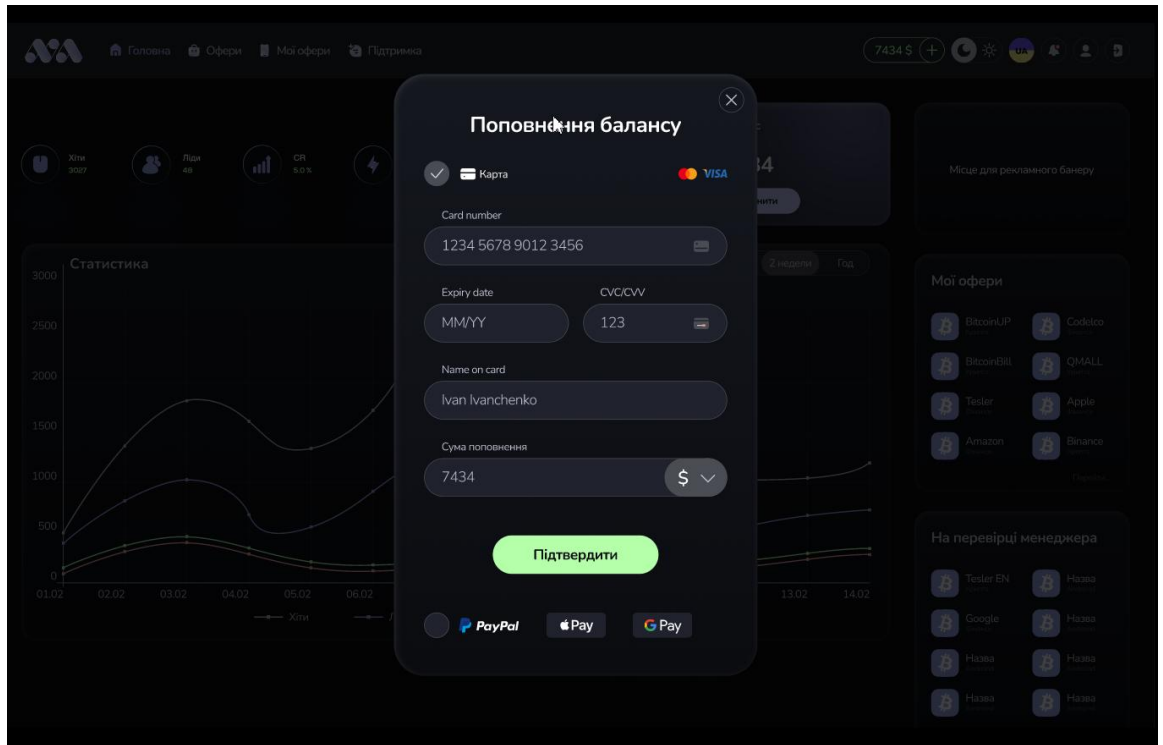 Головна Офери Мої офери Підтримка 7434 $ UA
Поповнення балансу
Карта VISA
Card number
1234 5678 9012 3456
Expiry date CVC/CVV
MM/YY 123
Name on card
Ivan Ivanchenko
Сума поповнення
7434 $
Підтвердити
PayPal Pay G Pay
Хіти
3027
Ліди
48
CR
5.0 %
34
Місце для рекламного банеру
Статистика
2 недели Год
3000
2500
2000
1500
1000
500
0
01.02 02.02 03.02 04.02 05.02 06.02 13.02 14.02
Хіти
Мої офери
BitcoinUP Codelco
BitcoinBill QMALL
Tesler Apple
Amazon Binance
На перевірці менеджера
Tesler EN Назва
Google Назва
Назва Назва
Назва Назва